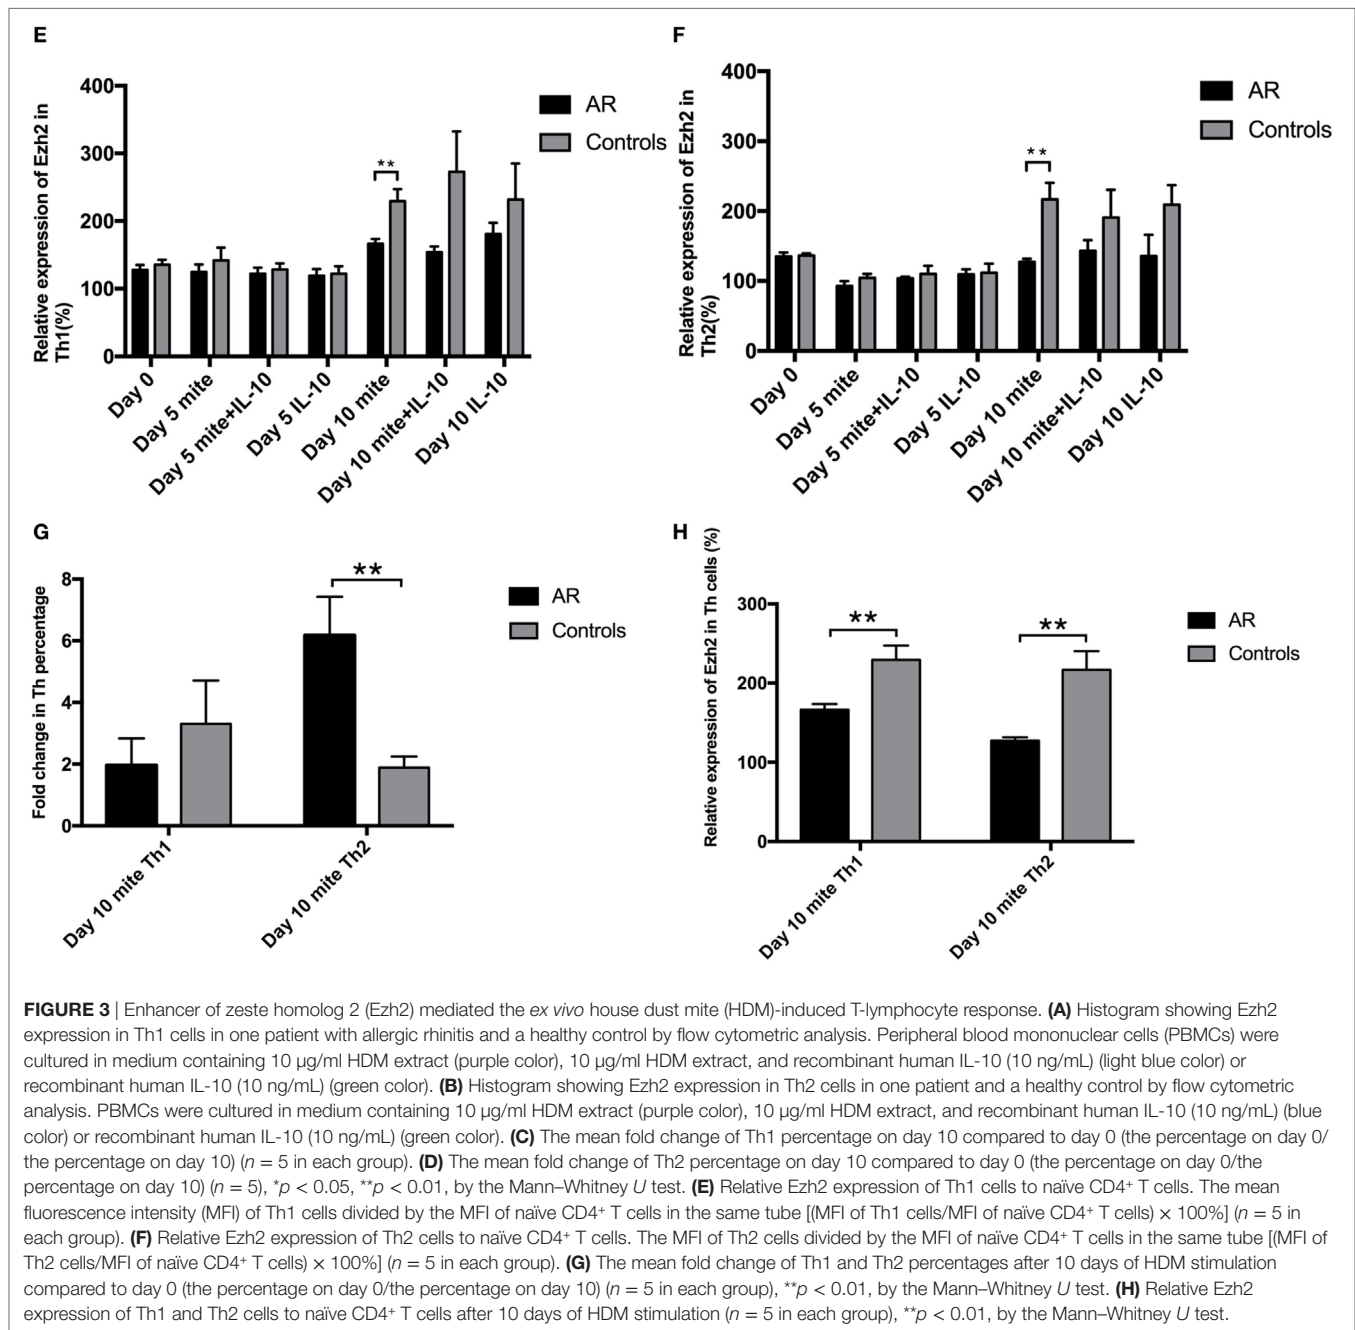 E
Relative expression of Ezh2 in
Th1(%)
400
300
200
100
0
**
AR
Controls
Day 0
Day 5 mite
Day 5 mite+IL-10
Day 5 IL-10
Day 10 mite
Day 10 mite+IL-10
Day 10 IL-10
F
Relative expression of Ezh2 in
Th2(%)
400
300
200
100
0
**
AR
Controls
Day 0
Day 5 mite
Day 5 mite+IL-10
Day 5 IL-10
Day 10 mite
Day 10 mite+IL-10
Day 10 IL-10
G
Fold change in Th percentage
8
6
4
2
0
**
AR
Controls
Day 10 mite Th1
Day 10 mite Th2
H
Relative expression of Ezh2 in Th cells (%)
300
200
100
0
**
**
AR
Controls
Day 10 mite Th1
Day 10 mite Th2
FIGURE 3 | Enhancer of zeste homolog 2 (Ezh2) mediated the ex vivo house dust mite (HDM)-induced T-lymphocyte response. (A) Histogram showing Ezh2
expression in Th1 cells in one patient with allergic rhinitis and a healthy control by flow cytometric analysis. Peripheral blood mononuclear cells (PBMCs) were
cultured in medium containing 10 µg/ml HDM extract (purple color), 10 µg/ml HDM extract, and recombinant human IL-10 (10 ng/mL) (light blue color) or
recombinant human IL-10 (10 ng/mL) (green color). (B) Histogram showing Ezh2 expression in Th2 cells in one patient and a healthy control by flow cytometric
analysis. PBMCs were cultured in medium containing 10 µg/ml HDM extract (purple color), 10 µg/ml HDM extract, and recombinant human IL-10 (10 ng/mL) (blue
color) or recombinant human IL-10 (10 ng/mL) (green color). (C) The mean fold change of Th1 percentage on day 10 compared to day 0 (the percentage on day 0/
the percentage on day 10) (n = 5 in each group). (D) The mean fold change of Th2 percentage on day 10 compared to day 0 (the percentage on day 0/the
percentage on day 10) (n = 5), *p < 0.05, **p < 0.01, by the Mann–Whitney U test. (E) Relative Ezh2 expression of Th1 cells to naïve CD4⁺ T cells. The mean
fluorescence intensity (MFI) of Th1 cells divided by the MFI of naïve CD4⁺ T cells in the same tube [(MFI of Th1 cells/MFI of naïve CD4⁺ T cells) × 100%] (n = 5 in
each group). (F) Relative Ezh2 expression of Th2 cells to naïve CD4⁺ T cells. The MFI of Th2 cells divided by the MFI of naïve CD4⁺ T cells in the same tube [(MFI of
Th2 cells/MFI of naïve CD4⁺ T cells) × 100%] (n = 5 in each group). (G) The mean fold change of Th1 and Th2 percentages after 10 days of HDM stimulation
compared to day 0 (the percentage on day 0/the percentage on day 10) (n = 5 in each group), **p < 0.01, by the Mann–Whitney U test. (H) Relative Ezh2
expression of Th1 and Th2 cells to naïve CD4⁺ T cells after 10 days of HDM stimulation (n = 5 in each group), **p < 0.01, by the Mann–Whitney U test.